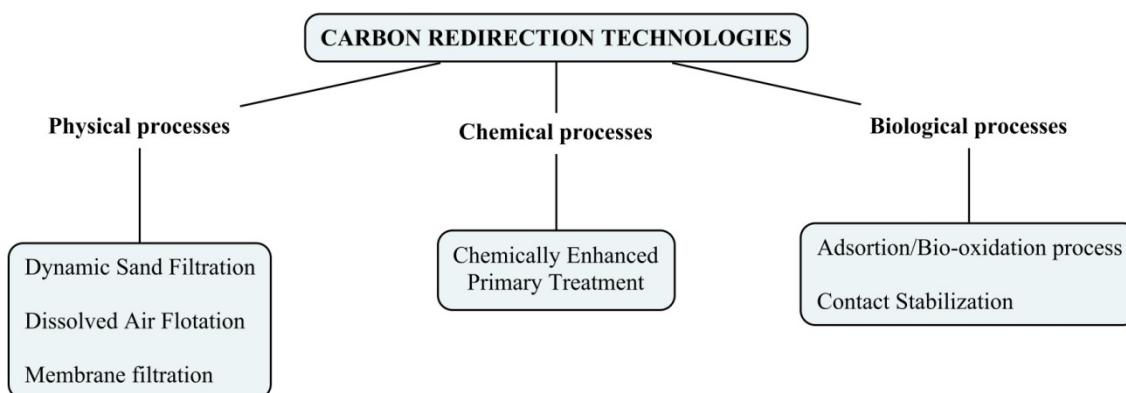 CARBON REDIRECTION TECHNOLOGIES
Physical processes
Chemical processes
Biological processes
Dynamic Sand Filtration
Dissolved Air Flotation
Membrane filtration
Chemically Enhanced
Primary Treatment
Adsortion/Bio-oxidation process
Contact Stabilization